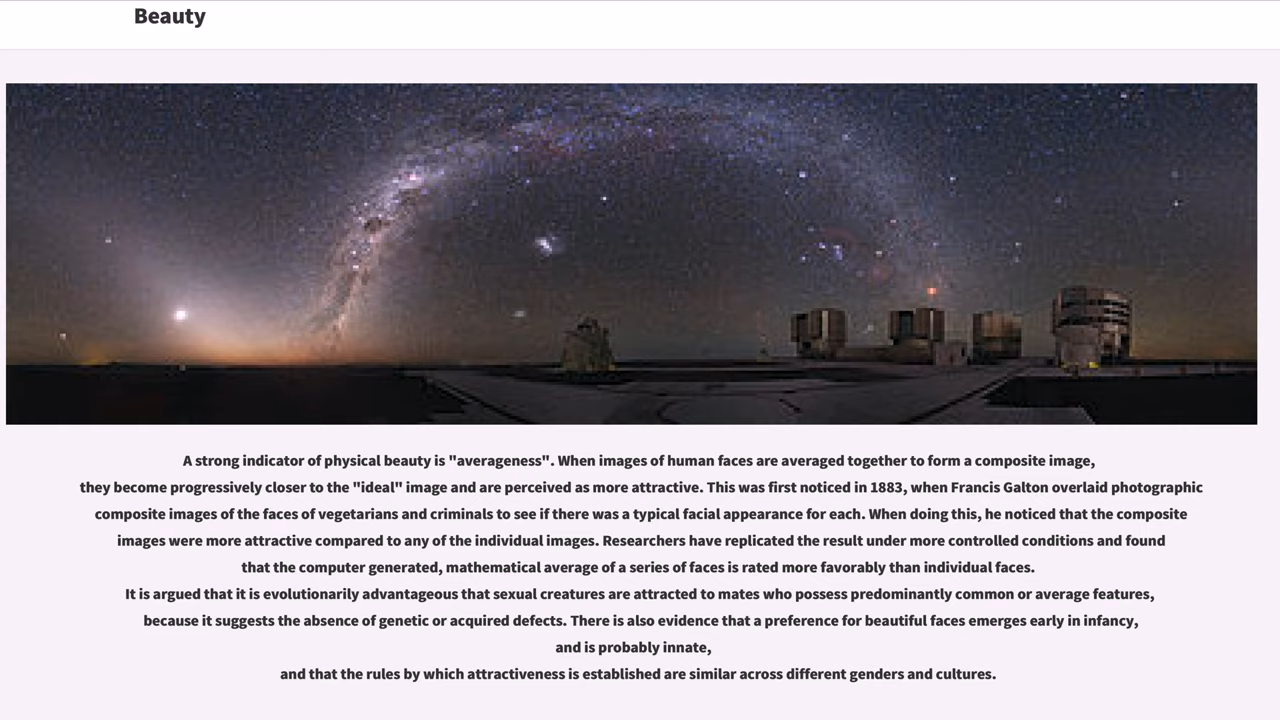 Beauty
A strong indicator of physical beauty is "averageness". When images of human faces are averaged together to form a composite image,
they become progressively closer to the "ideal" image and are perceived as more attractive. This was first noticed in 1883, when Francis Galton overlaid photographic
composite images of the faces of vegetarians and criminals to see if there was a typical facial appearance for each. When doing this, he noticed that the composite
images were more attractive compared to any of the individual images. Researchers have replicated the result under more controlled conditions and found
that the computer generated, mathematical average of a series of faces is rated more favorably than individual faces.
It is argued that it is evolutionarily advantageous that sexual creatures are attracted to mates who possess predominantly common or average features,
because it suggests the absence of genetic or acquired defects. There is also evidence that a preference for beautiful faces emerges early in infancy,
and is probably innate,
and that the rules by which attractiveness is established are similar across different genders and cultures.